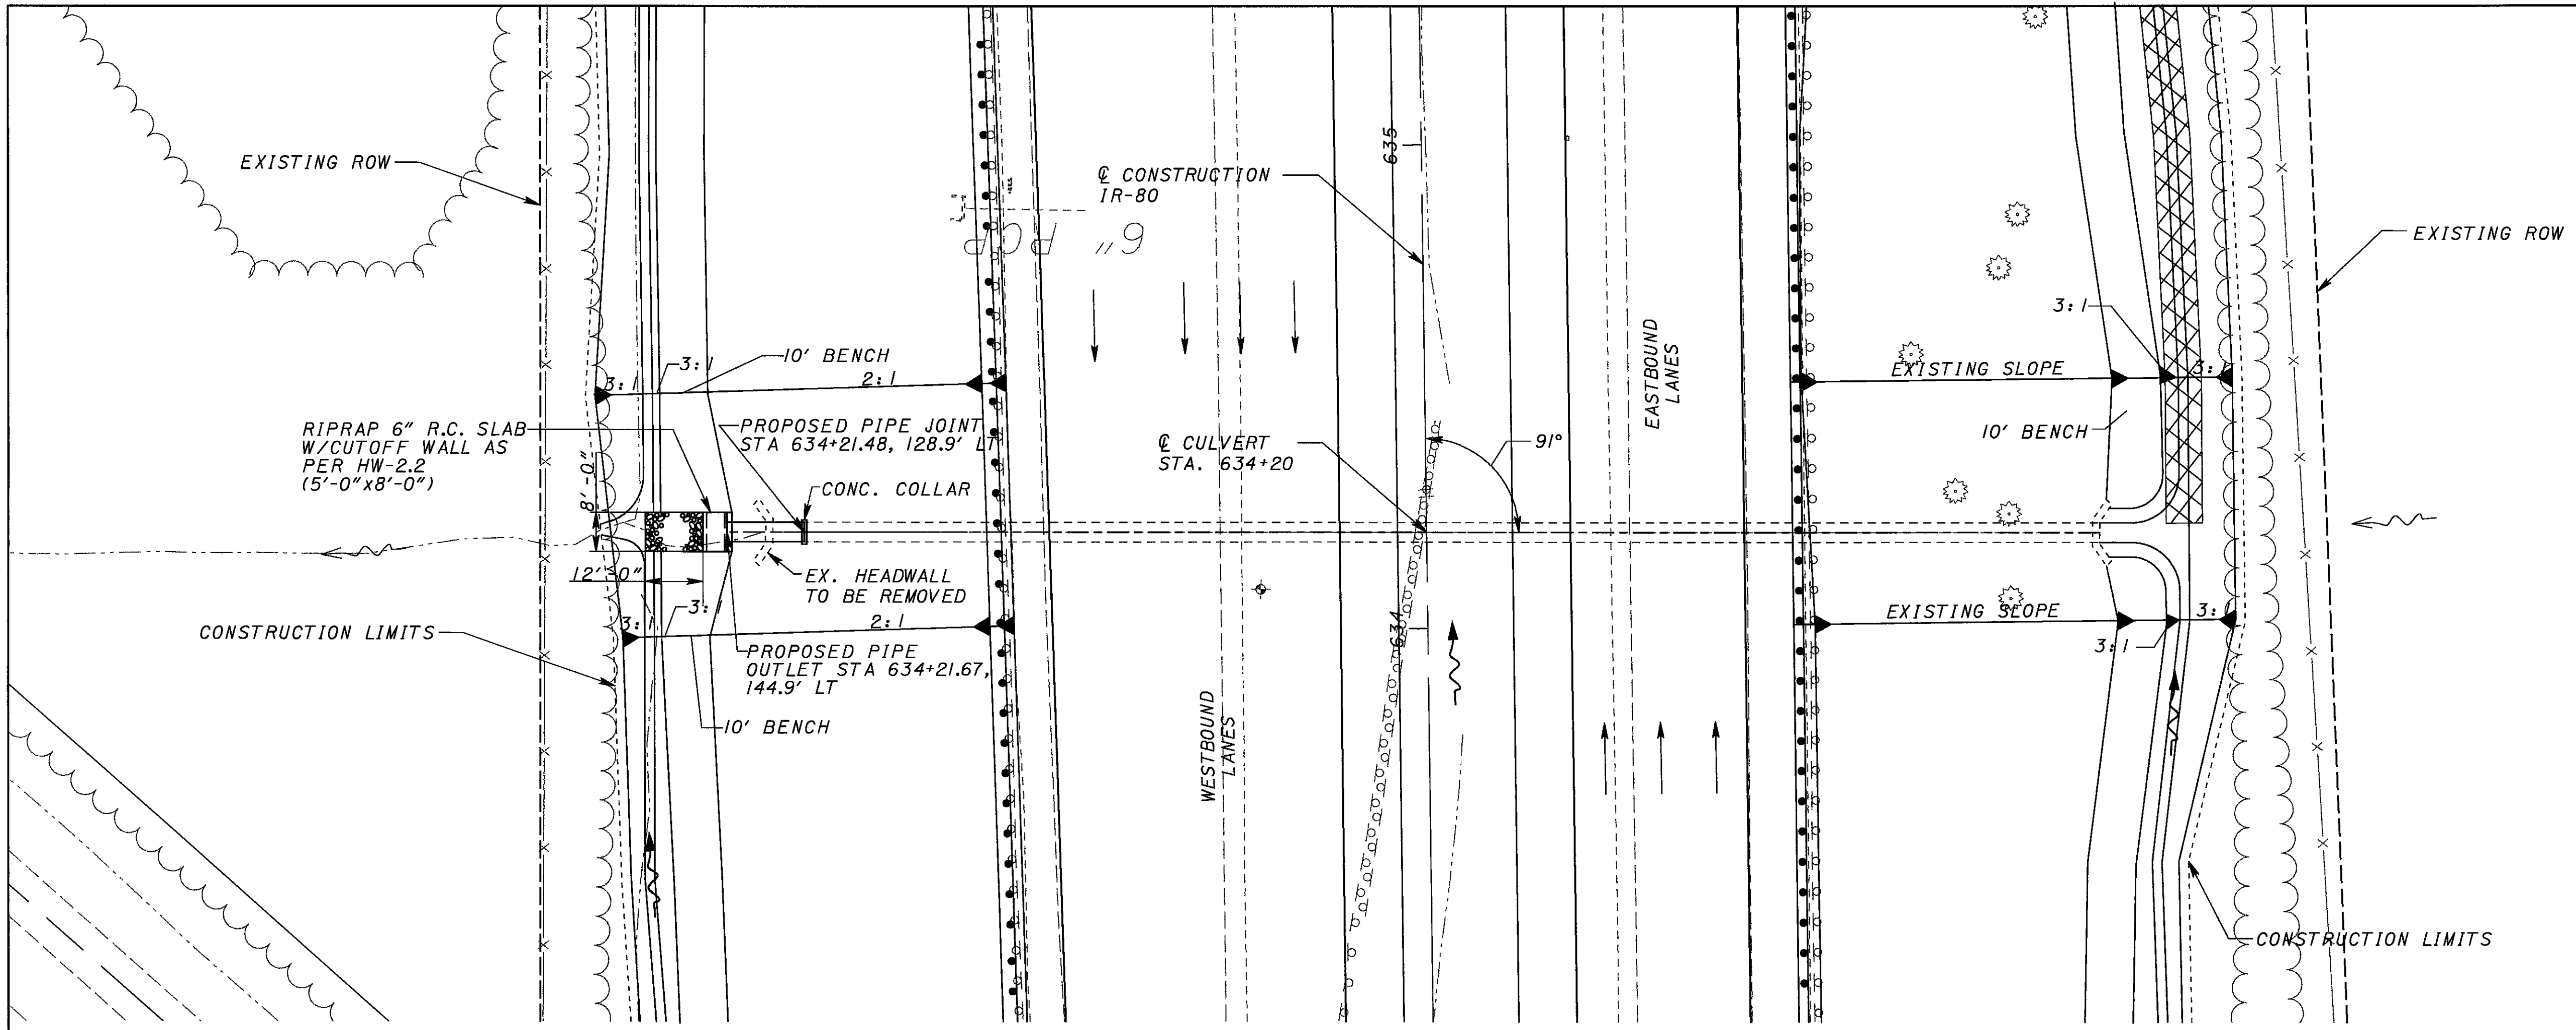 EXISTING ROW
℄ CONSTRUCTION
IR-80
635
6" PCP
EXISTING ROW
3:1
10' BENCH
3:1
3:1
2:1
EASTBOUND
LANES
EXISTING SLOPE
3:1
10' BENCH
RIPRAP 6" R.C. SLAB
W/CUTOFF WALL AS
PER HW-2.2
(5'-0"x8'-0")
8'-0"
PROPOSED PIPE JOINT
STA 634+21.48, 128.9' LT
CONC. COLLAR
℄ CULVERT
STA. 634+20
91°
12'-0"
EX. HEADWALL
TO BE REMOVED
3:1
3:1
2:1
634
EXISTING SLOPE
3:1
3:1
CONSTRUCTION LIMITS
PROPOSED PIPE
OUTLET STA 634+21.67,
144.9' LT
10' BENCH
WESTBOUND
LANES
CONSTRUCTION LIMITS